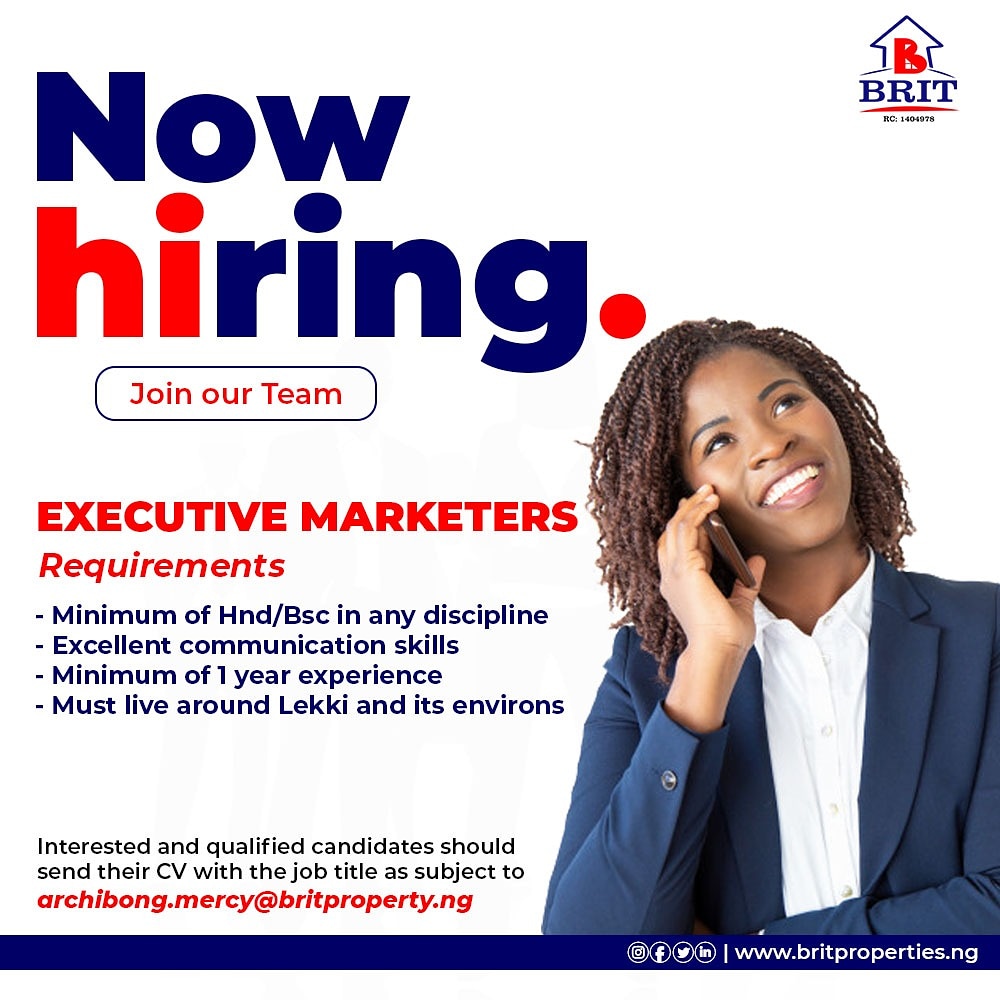 B
BRIT
RC: 1404978
Now
hiring.
Join our Team
EXECUTIVE MARKETERS
Requirements
- Minimum of Hnd/Bsc in any discipline
- Excellent communication skills
- Minimum of 1 year experience
- Must live around Lekki and its environs
Interested and qualified candidates should
send their CV with the job title as subject to
archibong.mercy@britproperty.ng
| www.britproperties.ng